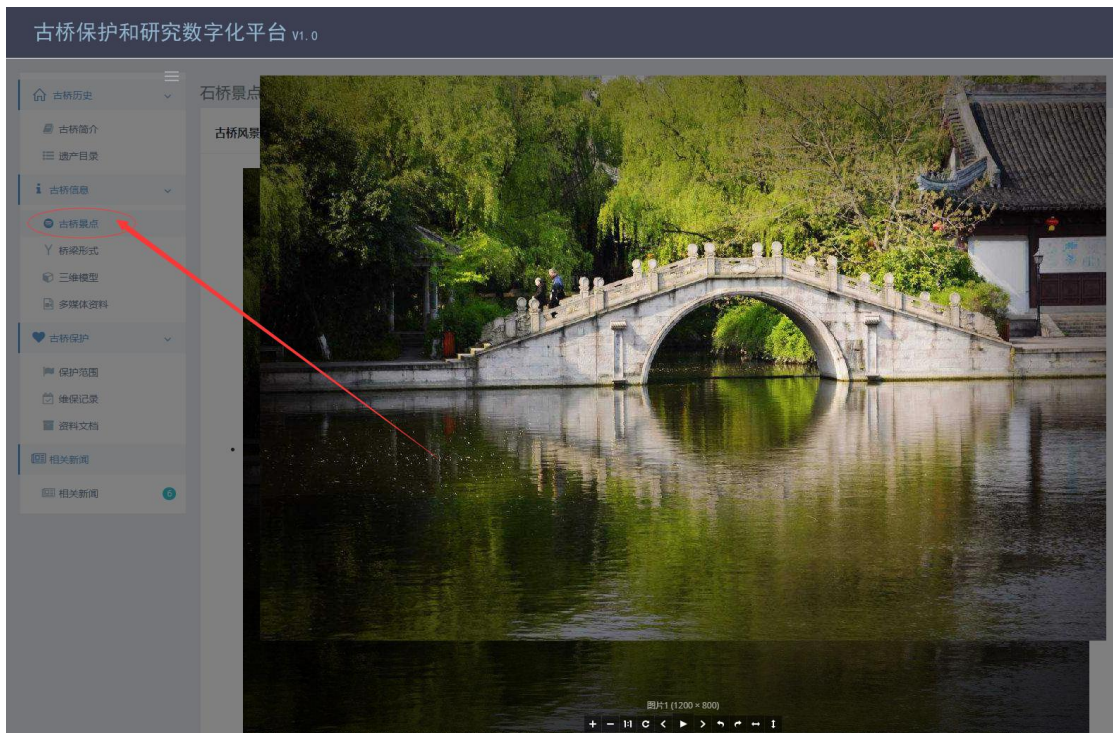 古桥保护和研究数字化平台 V1.0
古桥历史
古桥简介
遗产目录
古桥信息
古桥景点
桥梁形式
三维模型
多媒体资料
古桥保护
保护范围
维保记录
资料文档
相关新闻
相关新闻 6
石桥景点
古桥风景
图片1 (1200 × 800)
1:1